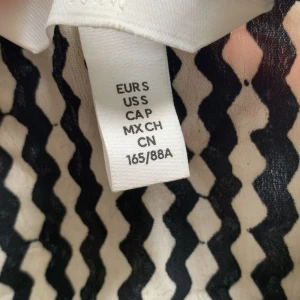 EUR S
US S
CA P
MX CH
CN
165/88A